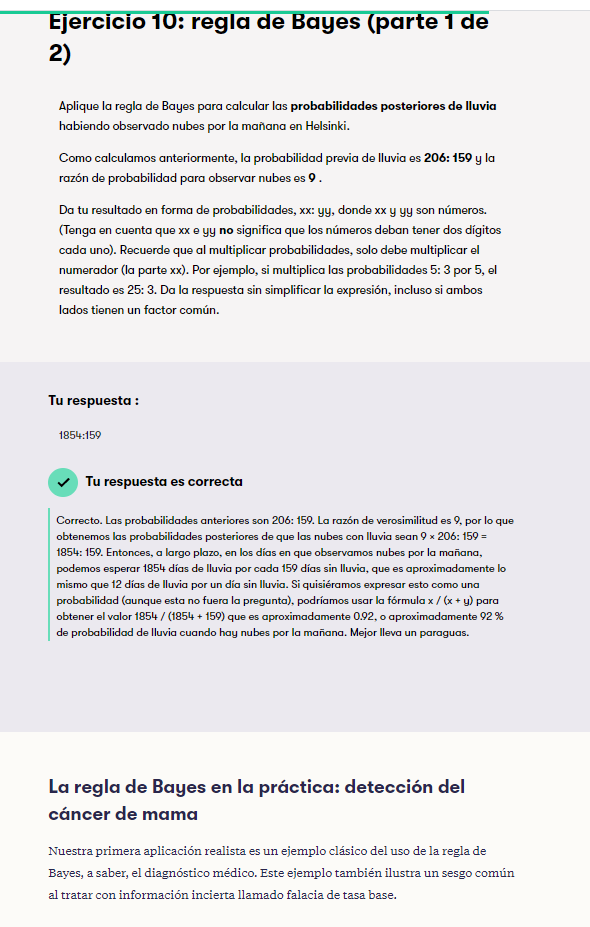 Ejercicio 10: regla de Bayes (parte 1 de
2)
Aplique la regla de Bayes para calcular las probabilidades posteriores de lluvia
habiendo observado nubes por la mañana en Helsinki.
Como calculamos anteriormente, la probabilidad previa de lluvia es 206: 159 y la
razón de probabilidad para observar nubes es 9 .
Da tu resultado en forma de probabilidades, xx: yy, donde xx y yy son números.
(Tenga en cuenta que xx e yy no significa que los números deban tener dos dígitos
cada uno). Recuerde que al multiplicar probabilidades, solo debe multiplicar el
numerador (la parte xx). Por ejemplo, si multiplica las probabilidades 5: 3 por 5, el
resultado es 25: 3. Da la respuesta sin simplificar la expresión, incluso si ambos
lados tienen un factor común.
Tu respuesta :
1854:159
Tu respuesta es correcta
Correcto. Las probabilidades anteriores son 206: 159. La razón de verosimilitud es 9, por lo que
obtenemos las probabilidades posteriores de que las nubes con lluvia sean 9 × 206: 159 =
1854: 159. Entonces, a largo plazo, en los días en que observamos nubes por la mañana,
podemos esperar 1854 días de lluvia por cada 159 días sin lluvia, que es aproximadamente lo
mismo que 12 días de lluvia por un día sin lluvia. Si quisiéramos expresar esto como una
probabilidad (aunque esta no fuera la pregunta), podríamos usar la fórmula x / (x + y) para
obtener el valor 1854 / (1854 + 159) que es aproximadamente 0.92, o aproximadamente 92 %
de probabilidad de lluvia cuando hay nubes por la mañana. Mejor lleva un paraguas.
La regla de Bayes en la práctica: detección del
cáncer de mama
Nuestra primera aplicación realista es un ejemplo clásico del uso de la regla de
Bayes, a saber, el diagnóstico médico. Este ejemplo también ilustra un sesgo común
al tratar con información incierta llamado falacia de tasa base.